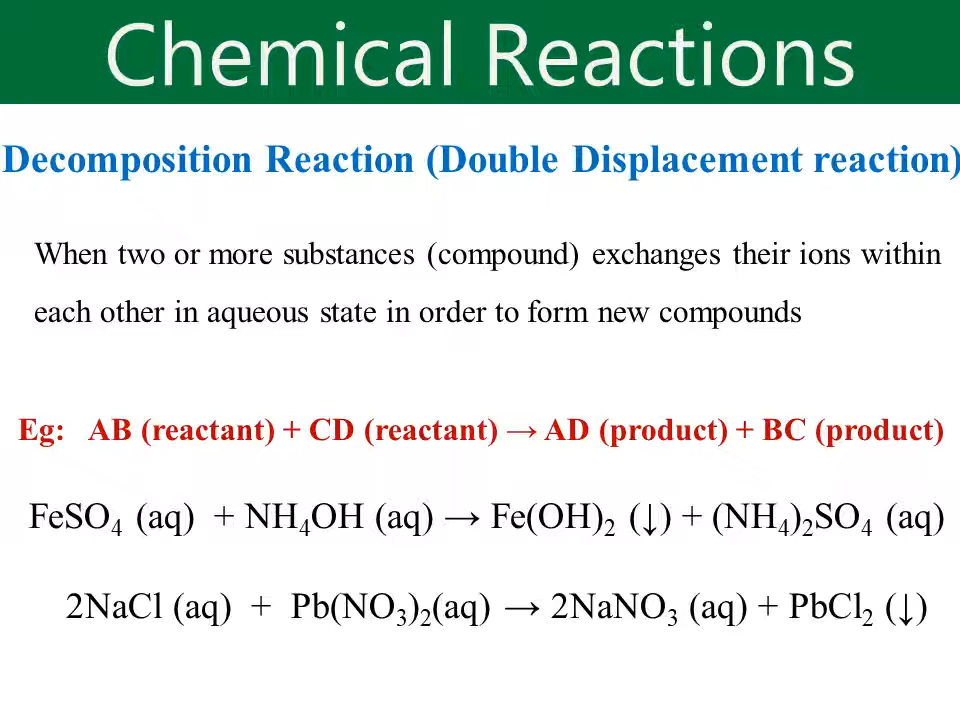 Chemical Reactions
Decomposition Reaction (Double Displacement reaction)
When two or more substances (compound) exchanges their ions within
each other in aqueous state in order to form new compounds
Eg: AB (reactant) + CD (reactant) → AD (product) + BC (product)
FeSO₄ (aq) + NH₄OH (aq) → Fe(OH)₂ (↓) + (NH₄)₂SO₄ (aq)
2NaCl (aq) + Pb(NO₃)₂(aq) → 2NaNO₃ (aq) + PbCl₂ (↓)